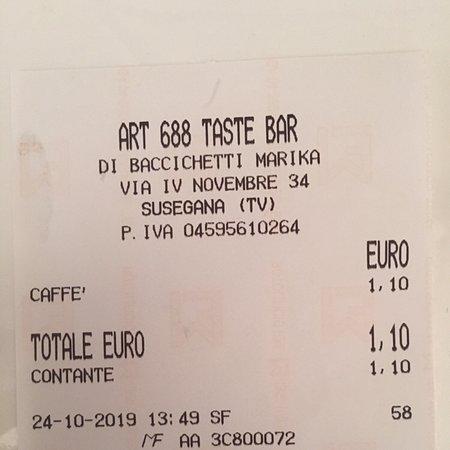 ART 688 TASTE BAR
DI BACCICHETTI MARIKA
VIA IV NOVEMBRE 34
SUSEGANA (TV)
P.IVA 04595610264
EURO
CAFFE' 1,10
TOTALE EURO 1,10
CONTANTE 1,10
24-10-2019 13:49 SF 58
MF AA 3C800072